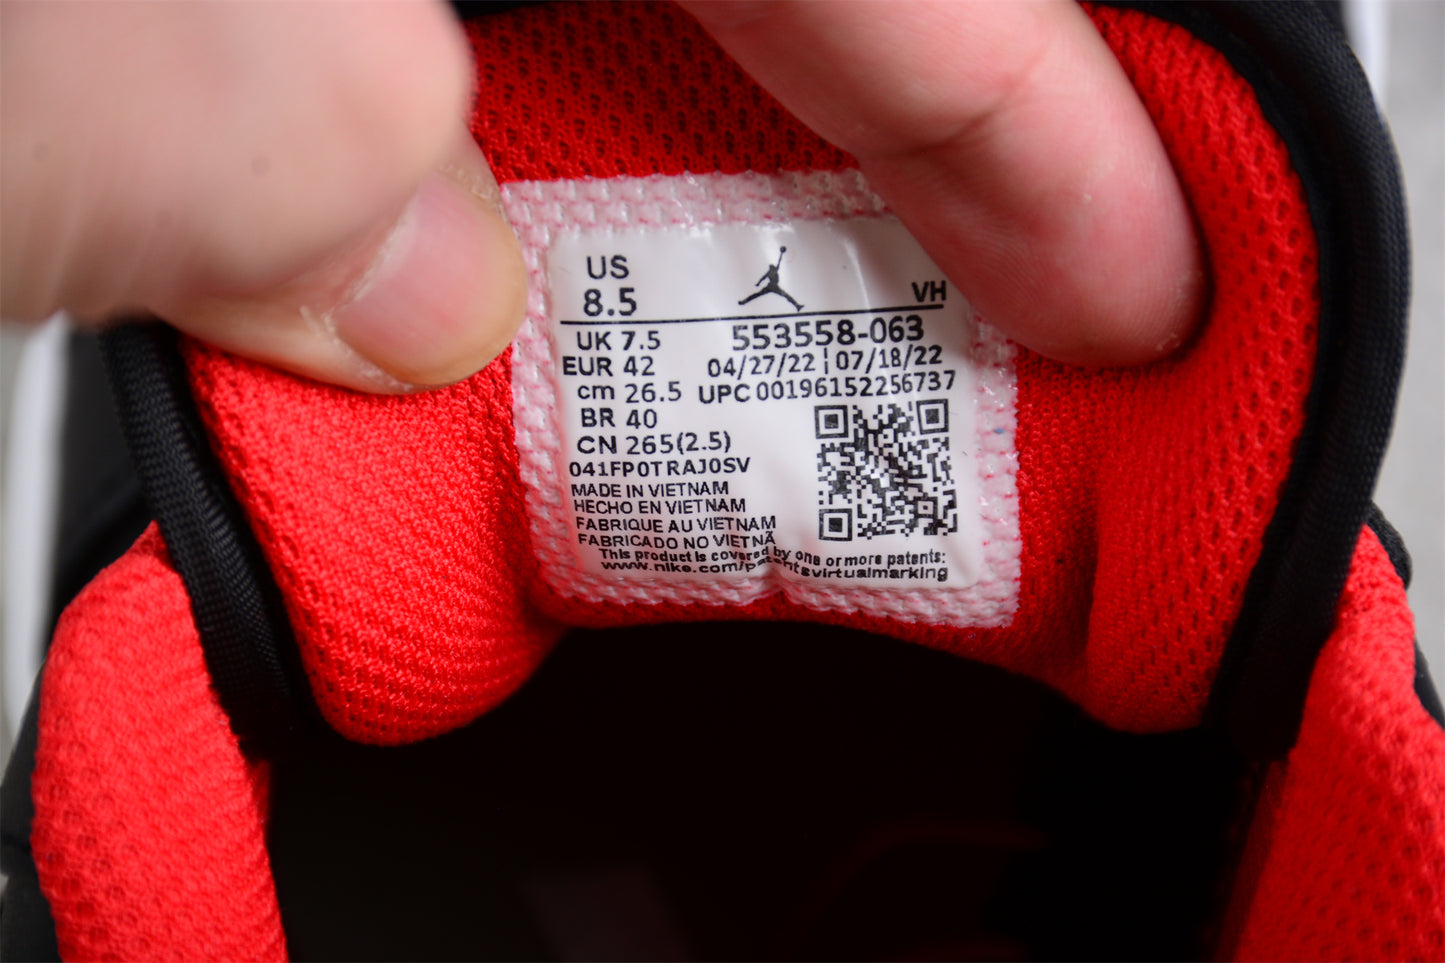 US
8.5
VH
UK 7.5
553558-063
EUR 42
04/27/22 | 07/18/22
cm 26.5
UPC 00196152256737
BR 40
CN 265(2.5)
041FP0TRAJ0SV
MADE IN VIETNAM
HECHO EN VIETNAM
FABRIQUE AU VIETNAM
FABRICADO NO VIETNÃ
This product is covered by one or more patents:
www.nike.com/patentsvirtualmarking